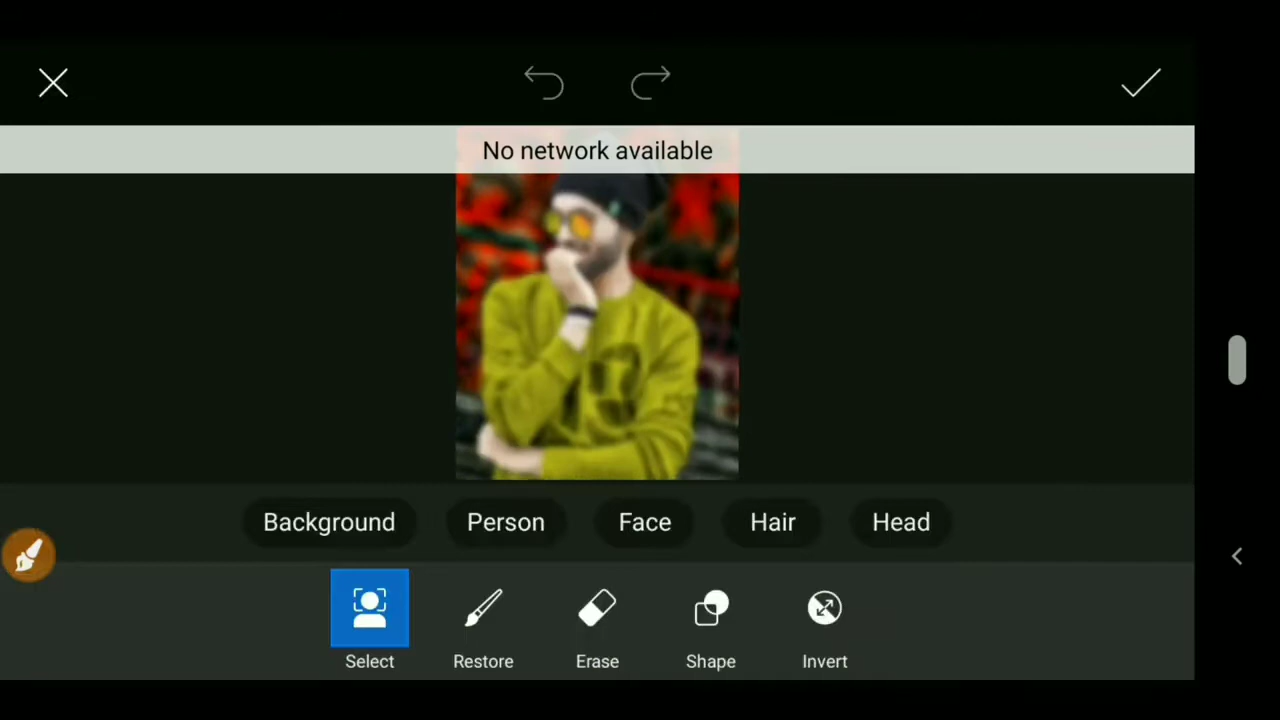 No network available
Background Person Face Hair Head
Select Restore Erase Shape Invert